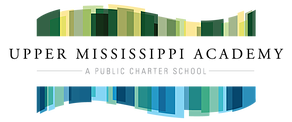 UPPER MISSISSIPPI ACADEMY
A PUBLIC CHARTER SCHOOL